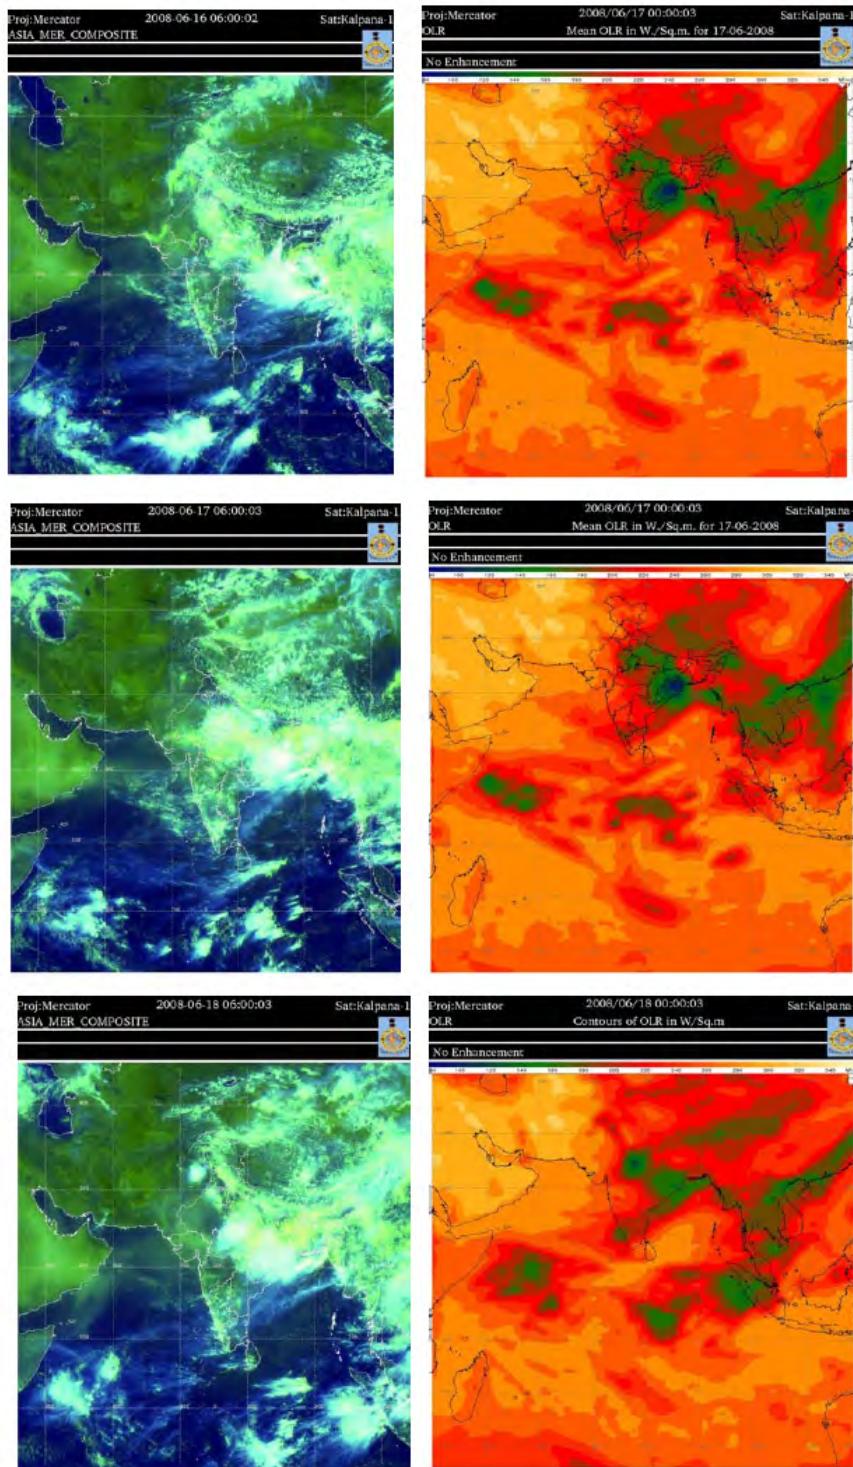 Proj:Mercator 2008-06-16 06:00:02 Sat:Kalpana-1
ASIA_MER_COMPOSITE
Proj:Mercator 2008/06/17 00:00:03 Sat:Kalpana-1
OLR Mean OLR in W./Sq.m. for 17-06-2008
No Enhancement
Proj:Mercator 2008-06-17 06:00:03 Sat:Kalpana-1
ASIA_MER_COMPOSITE
Proj:Mercator 2008/06/17 00:00:03 Sat:Kalpana-
OLR Mean OLR in W./Sq.m. for 17-06-2008
No Enhancement
Proj:Mercator 2008-06-18 06:00:03 Sat:Kalpana-1
ASIA_MER_COMPOSITE
Proj:Mercator 2008/06/18 00:00:03 Sat:Kalpana
OLR Contours of OLR in W/Sq.m
No Enhancement